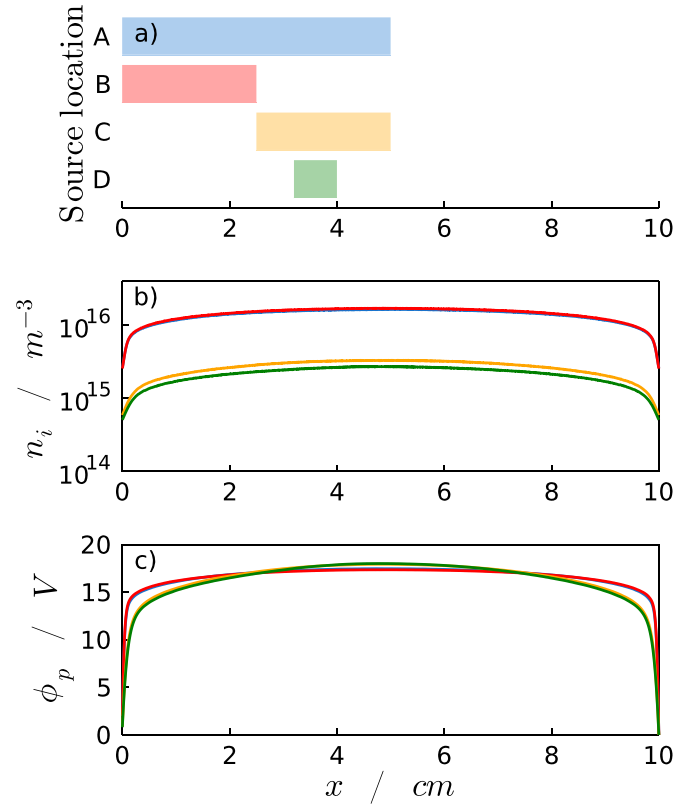 Source location
A
B
C
D
a)
0 2 4 6 8 10
b)
n_i / m^{-3}
10^{16}
10^{15}
10^{14}
0 2 4 6 8 10
c)
ϕ_p / V
20
15
10
5
0
0 2 4 6 8 10
x / cm